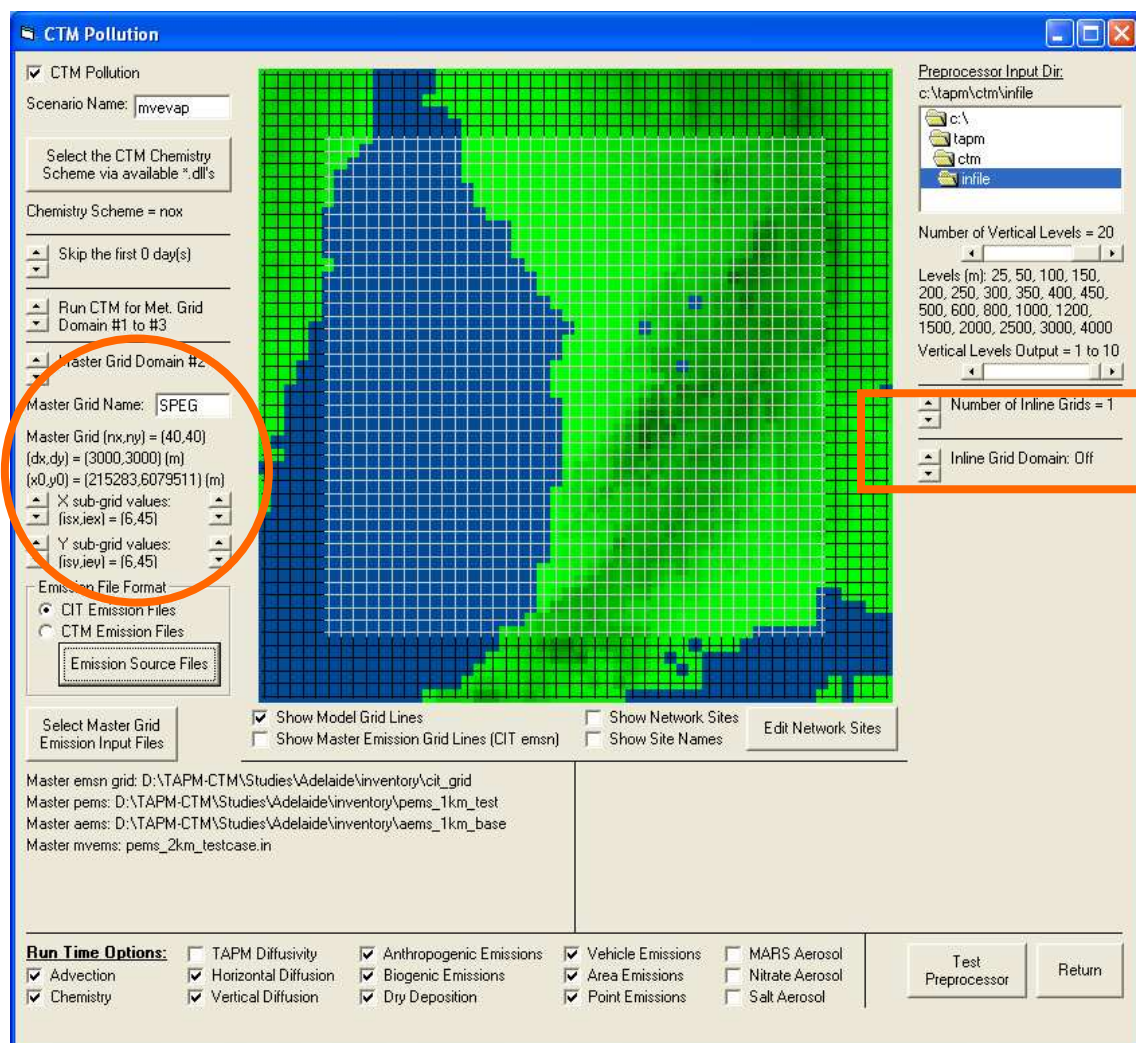 CTM Pollution
CTM Pollution
Scenario Name: mvevap
Select the CTM Chemistry
Scheme via available *.dll's
Chemistry Scheme = nox
Skip the first 0 day(s)
Run CTM for Met. Grid
Domain #1 to #3
Master Grid Domain #2
Master Grid Name: SPEG
Master Grid (nx,ny) = (40,40)
(dx,dy) = (3000,3000) (m)
(x0,y0) = (215283,6079511) (m)
X sub-grid values:
(isx,iex) = (6,45)
Y sub-grid values:
(isy,iey) = (6,45)
Emission File Format
CIT Emission Files
CTM Emission Files
Emission Source Files
Select Master Grid
Emission Input Files
Show Model Grid Lines
Show Master Emission Grid Lines (CIT emsn)
Show Network Sites
Show Site Names
Edit Network Sites
Preprocessor Input Dir:
c:\tapm\ctm\infile
c:\
tapm
ctm
infile
Number of Vertical Levels = 20
Levels (m): 25, 50, 100, 150,
200, 250, 300, 350, 400, 450,
500, 600, 800, 1000, 1200,
1500, 2000, 2500, 3000, 4000
Vertical Levels Output = 1 to 10
Number of Inline Grids = 1
Inline Grid Domain: Off
Master emsn grid: D:\TAPM-CTM\Studies\Adelaide\inventory\cit_grid
Master pems: D:\TAPM-CTM\Studies\Adelaide\inventory\pems_1km_test
Master aems: D:\TAPM-CTM\Studies\Adelaide\inventory\aems_1km_base
Master mvems: pems_2km_testcase.in
Run Time Options:
Advection
Chemistry
TAPM Diffusivity
Horizontal Diffusion
Vertical Diffusion
Anthropogenic Emissions
Biogenic Emissions
Dry Deposition
Vehicle Emissions
Area Emissions
Point Emissions
MARS Aerosol
Nitrate Aerosol
Salt Aerosol
Test
Preprocessor
Return